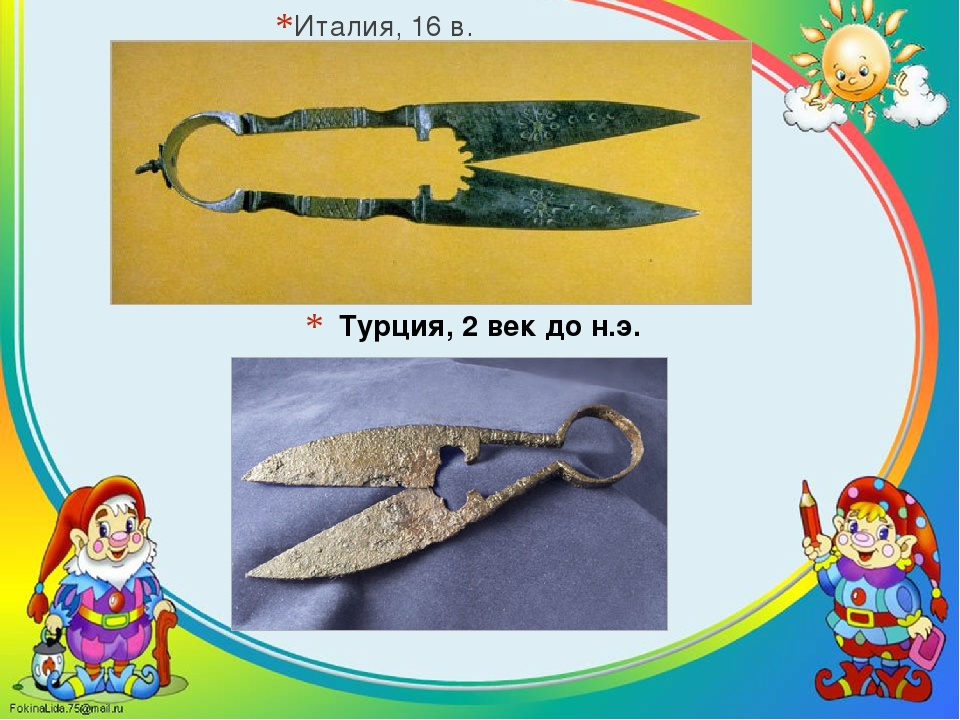 *Италия, 16 в.
* Турция, 2 век до н.э.
FokinaLida.75@mail.ru